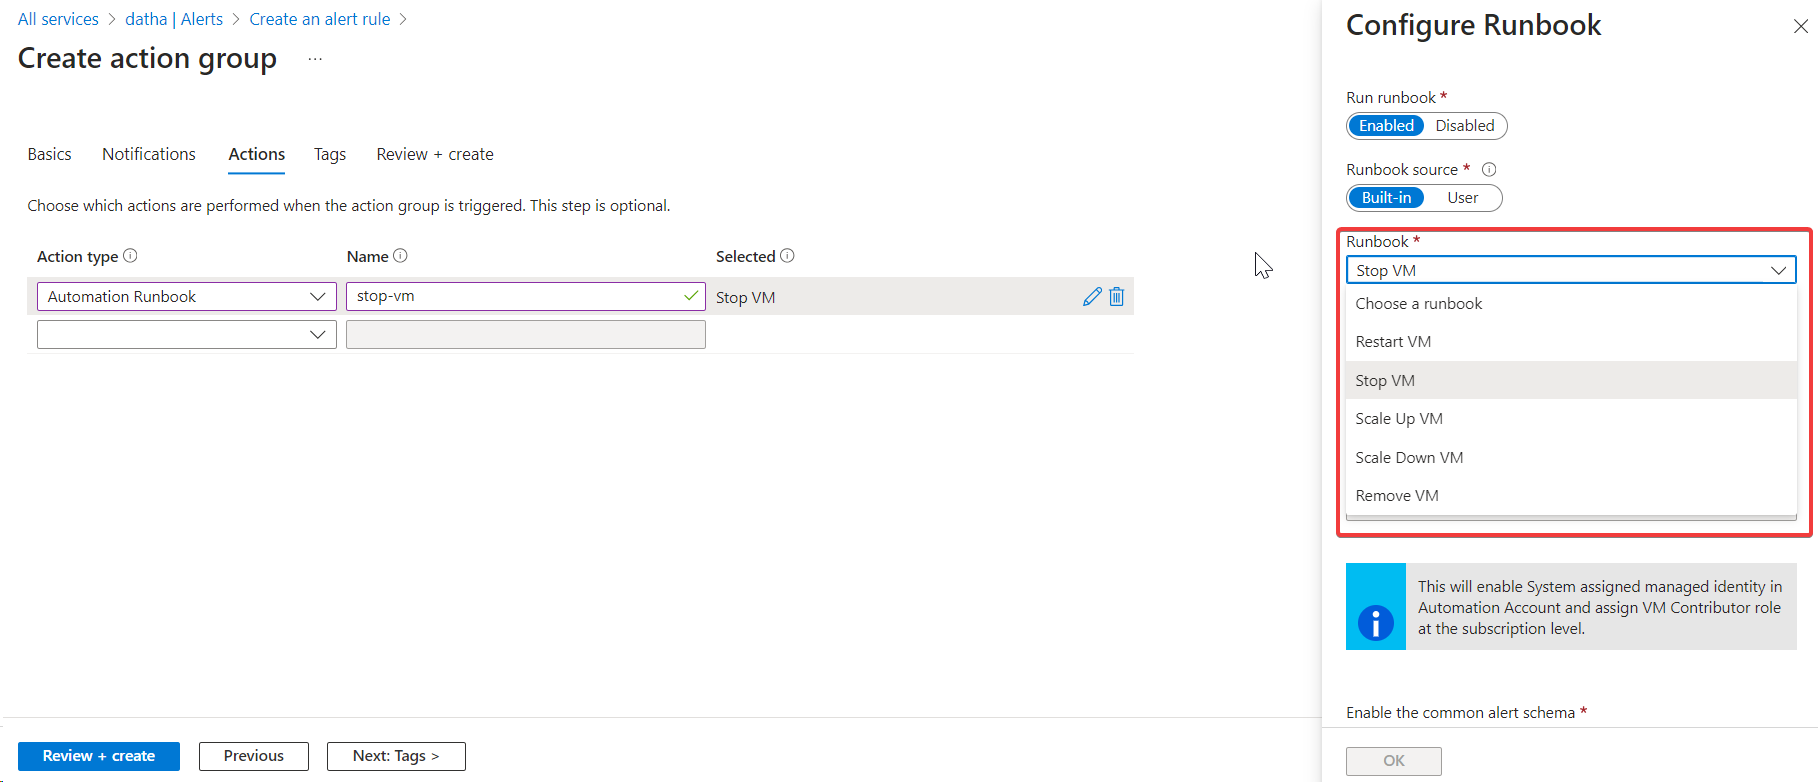 All services > datha | Alerts > Create an alert rule >
Create action group ...
Basics Notifications Actions Tags Review + create
Choose which actions are performed when the action group is triggered. This step is optional.
Action type Name Selected
Automation Runbook stop-vm Stop VM
Review + create Previous Next: Tags >
Configure Runbook
Run runbook *
Enabled Disabled
Runbook source *
Built-in User
Runbook *
Stop VM
Choose a runbook
Restart VM
Stop VM
Scale Up VM
Scale Down VM
Remove VM
This will enable System assigned managed identity in
Automation Account and assign VM Contributor role
at the subscription level.
Enable the common alert schema *
OK